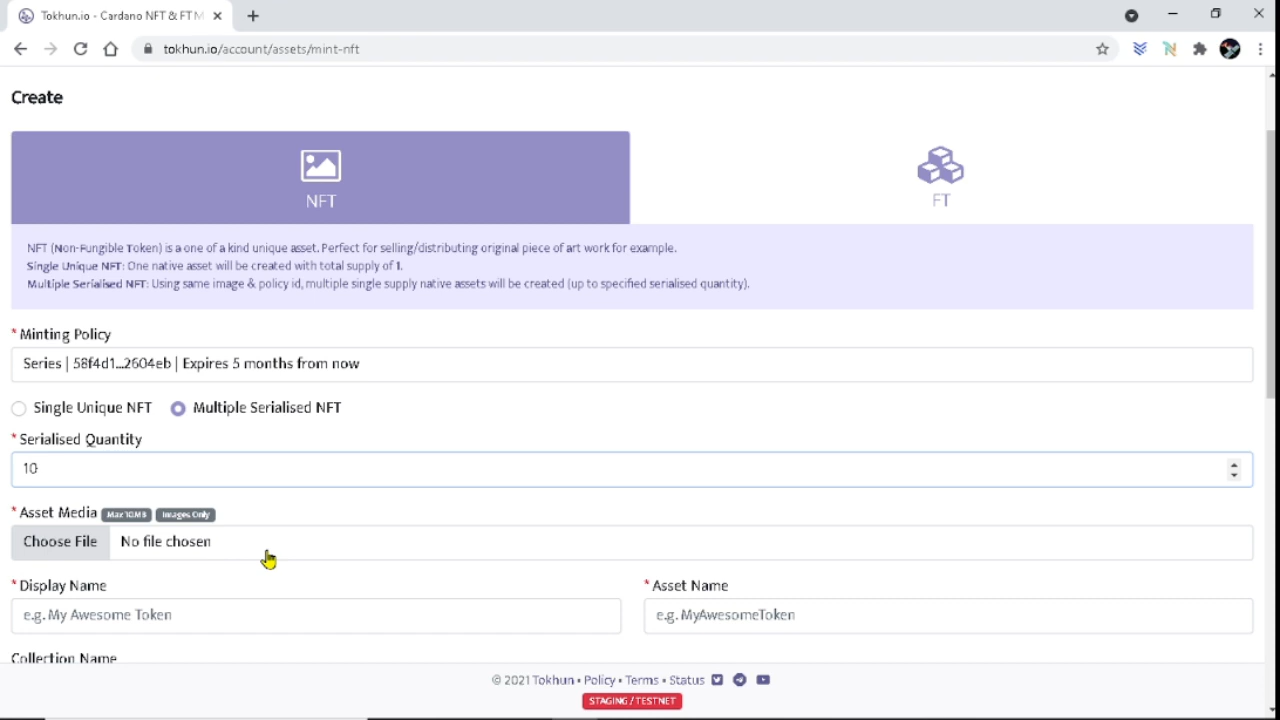 Tokhun.io - Cardano NFT & FT M
tokhun.io/account/assets/mint-nft
Create
NFT
FT
NFT (Non-Fungible Token) is a one of a kind unique asset. Perfect for selling/distributing original piece of art work for example.
Single Unique NFT: One native asset will be created with total supply of 1.
Multiple Serialised NFT: Using same image & policy id, multiple single supply native assets will be created (up to specified serialised quantity).
* Minting Policy
Series | 58f4d1...2604eb | Expires 5 months from now
Single Unique NFT Multiple Serialised NFT
* Serialised Quantity
10
* Asset Media Max 10MB Images Only
Choose File No file chosen
* Display Name * Asset Name
e.g. My Awesome Token e.g. MyAwesomeToken
Collection Name
© 2021 Tokhun • Policy • Terms • Status
STAGING / TESTNET